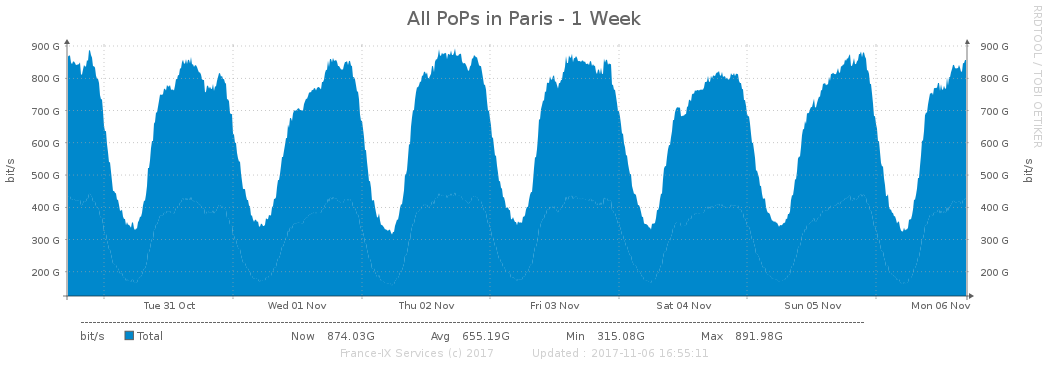 All PoPs in Paris - 1 Week
RRDTOOL / TOBI OETIKER
bit/s
bit/s
900 G 900 G
800 G 800 G
700 G 700 G
600 G 600 G
500 G 500 G
400 G 400 G
300 G 300 G
200 G 200 G
Tue 31 Oct Wed 01 Nov Thu 02 Nov Fri 03 Nov Sat 04 Nov Sun 05 Nov Mon 06 Nov
bit/s Total Now 874.03G Avg 655.19G Min 315.08G Max 891.98G
France-IX Services (c) 2017 Updated : 2017-11-06 16:55:11